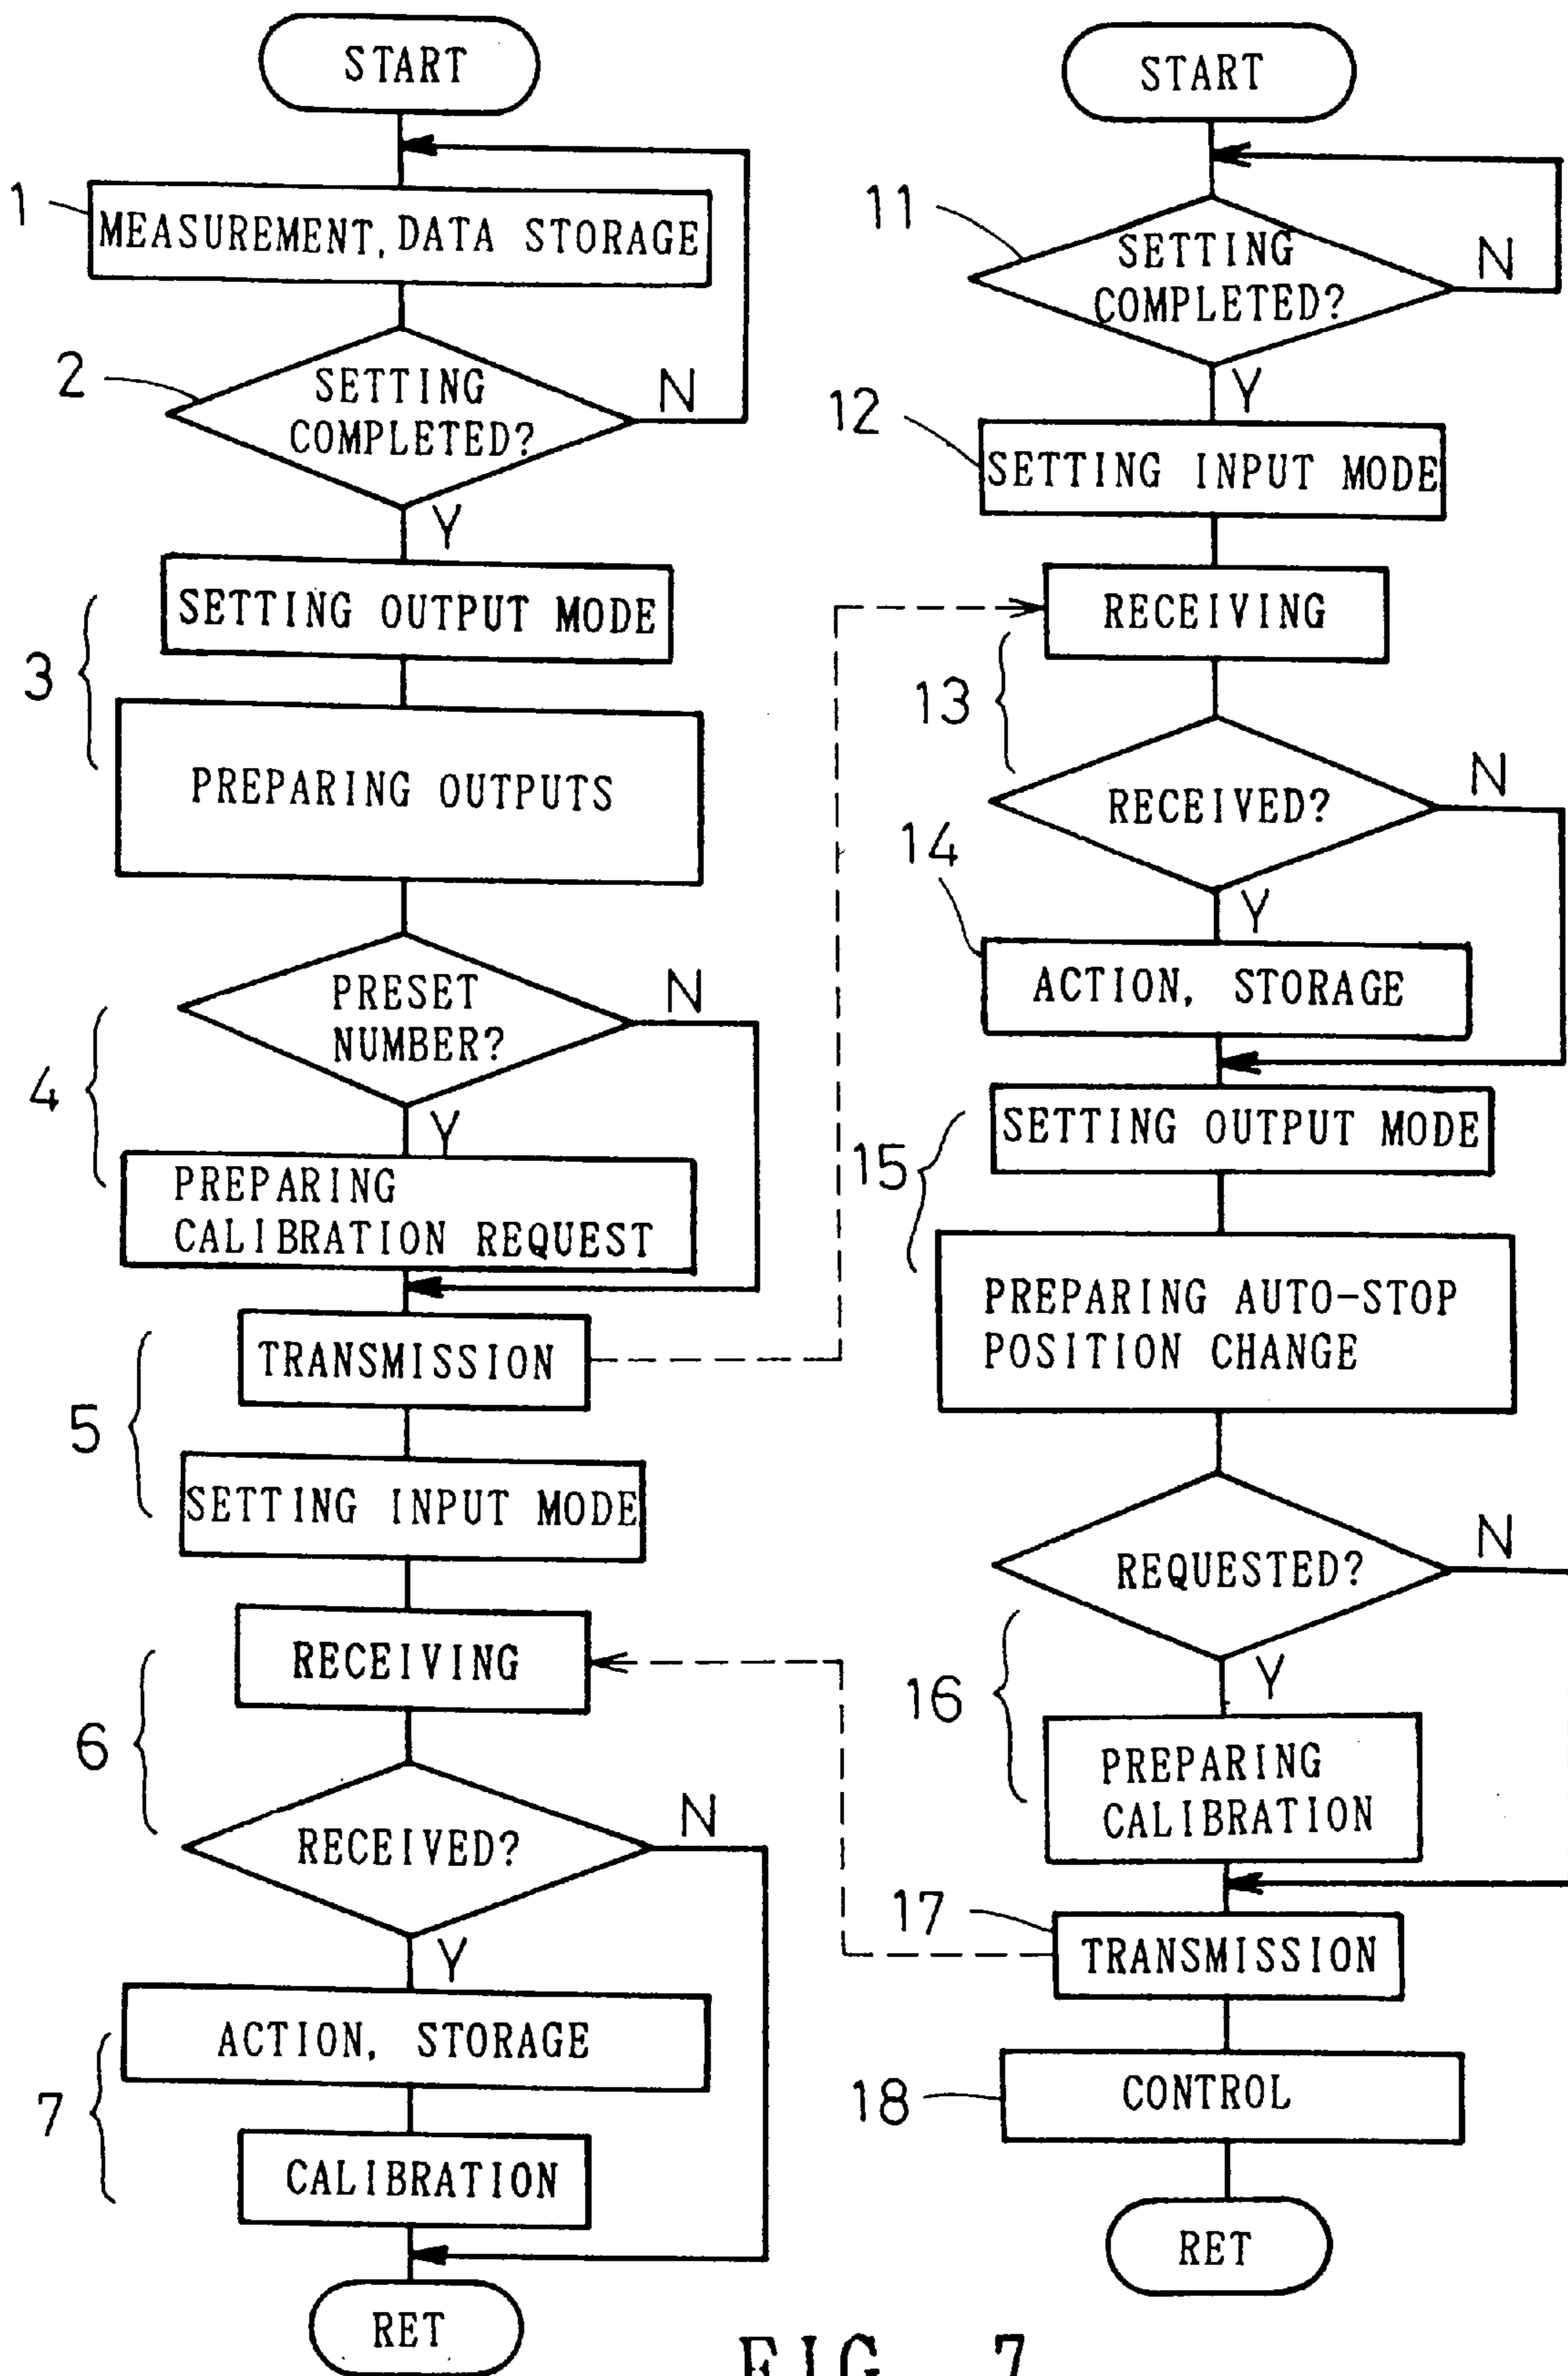 START
1
MEASUREMENT, DATA STORAGE
2
SETTING
COMPLETED?
N
Y
3
SETTING OUTPUT MODE
PREPARING OUTPUTS
4
PRESET
NUMBER?
N
Y
PREPARING
CALIBRATION REQUEST
5
TRANSMISSION
SETTING INPUT MODE
6
RECEIVING
RECEIVED?
N
Y
7
ACTION, STORAGE
CALIBRATION
RET
START
11
SETTING
COMPLETED?
N
Y
12
SETTING INPUT MODE
RECEIVING
13
RECEIVED?
N
Y
14
ACTION, STORAGE
15
SETTING OUTPUT MODE
PREPARING AUTO-STOP
POSITION CHANGE
REQUESTED?
N
Y
16
PREPARING
CALIBRATION
17
TRANSMISSION
18
CONTROL
RET
FIG. 7